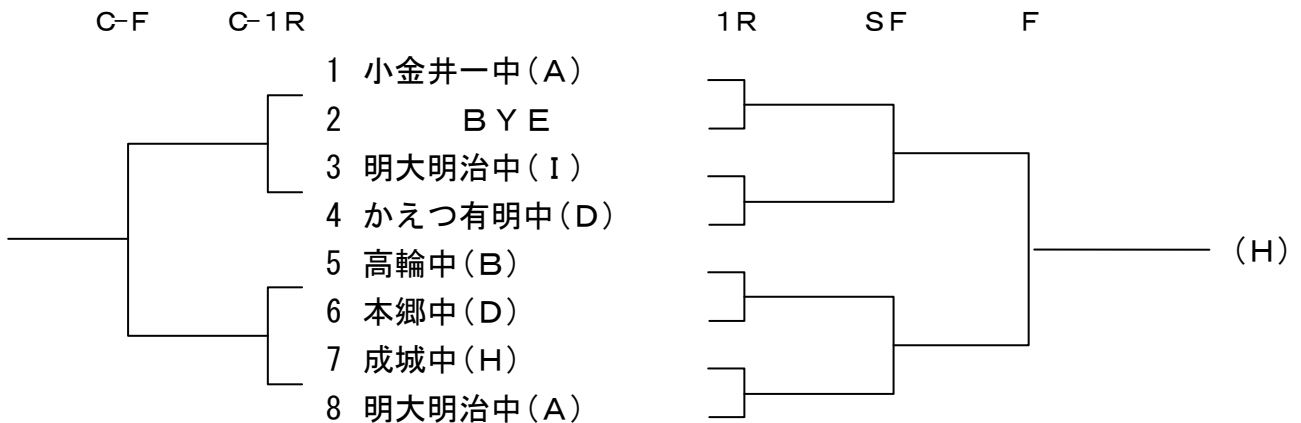 C-F C-1R 1R SF F
1 小金井一中(A)
2 BYE
3 明大明治中(I)
4 かえつ有明中(D)
5 高輪中(B)
(H)
6 本郷中(D)
7 成城中(H)
8 明大明治中(A)